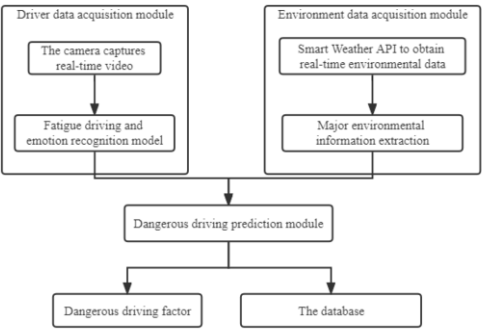 Driver data acquisition module
The camera captures
real-time video
Fatigue driving and
emotion recognition model
Environment data acquisition module
Smart Weather API to obtain
real-time environmental data
Major environmental
information extraction
Dangerous driving prediction module
Dangerous driving factor
The database